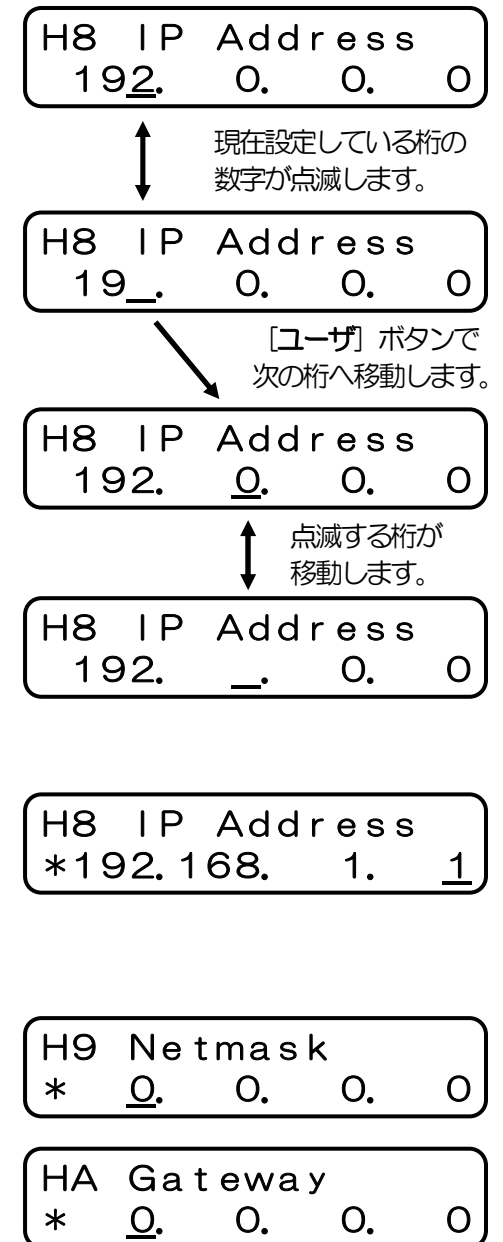 H8 IP Address
192. 0. 0. 0
現在設定している桁の
数字が点滅します。
H8 IP Address
19_. 0. 0. 0
[ユーザ] ボタンで
次の桁へ移動します。
H8 IP Address
192. 0. 0. 0
点滅する桁が
移動します。
H8 IP Address
192. _. 0. 0
H8 IP Address
*192.168. 1. 1
H9 Netmask
* 0. 0. 0. 0
HA Gateway
* 0. 0. 0. 0